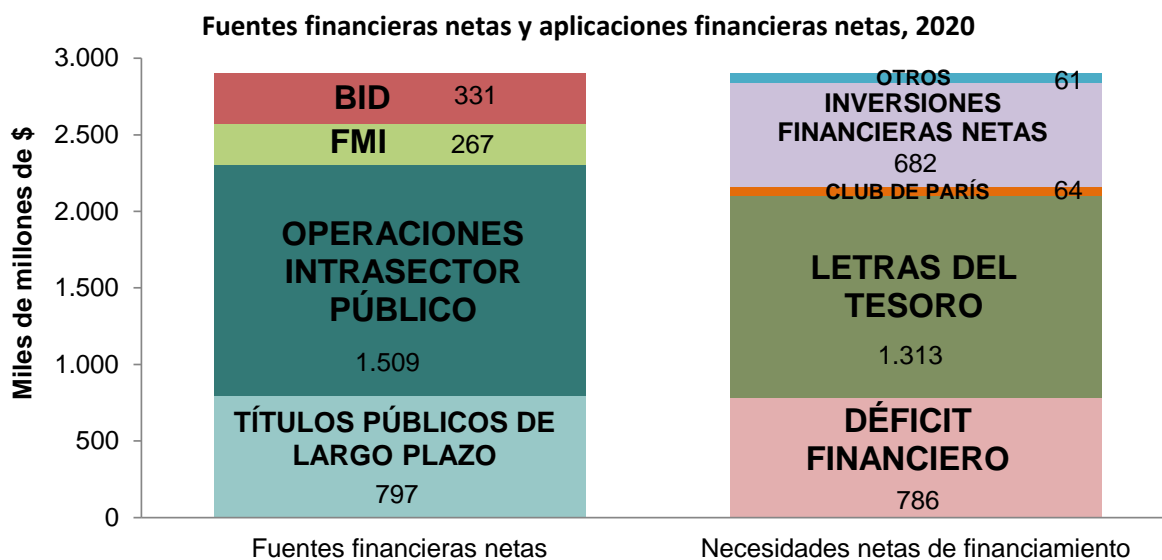 Fuentes financieras netas y aplicaciones financieras netas, 2020
Miles de millones de $
3.000
2.500
2.000
1.500
1.000
500
0
BID 331
FMI 267
OPERACIONES
INTRASECTOR
PÚBLICO
1.509
TÍTULOS PÚBLICOS DE
LARGO PLAZO
797
OTROS 61
INVERSIONES
FINANCIERAS NETAS
682
CLUB DE PARÍS 64
LETRAS DEL
TESORO
1.313
DÉFICIT
FINANCIERO
786
Fuentes financieras netas
Necesidades netas de financiamiento